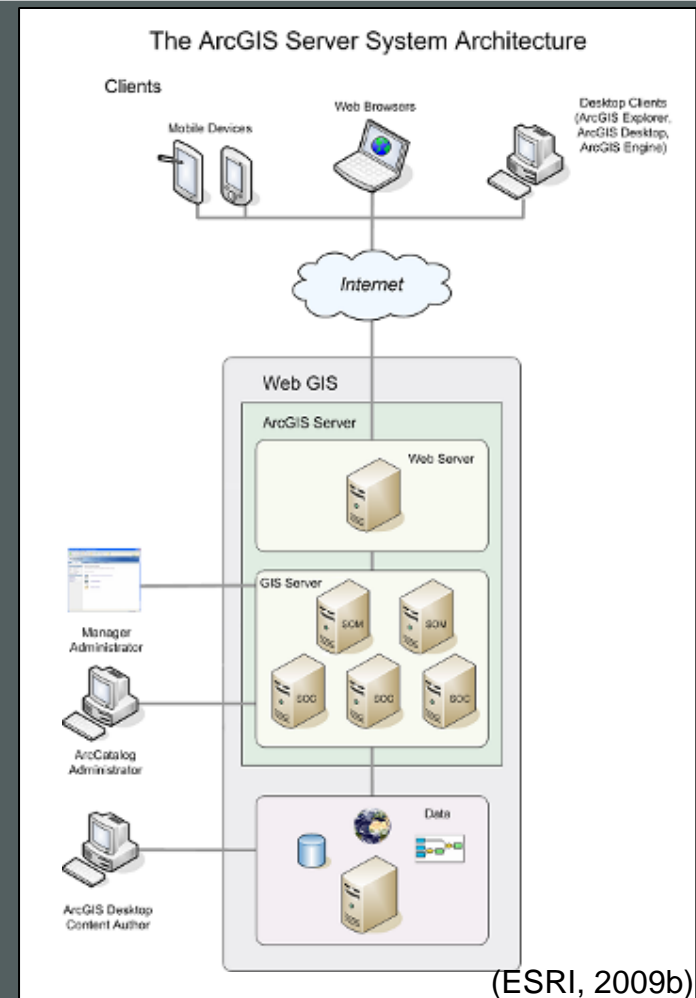 The ArcGIS Server System Architecture
Clients
Mobile Devices
Web Browsers
Desktop Clients
(ArcGIS Explorer,
ArcGIS Desktop,
ArcGIS Engine)
Internet
Web GIS
ArcGIS Server
Web Server
GIS Server
SOM
SOM
SOC
SOC
SOC
Manager
Administrator
ArcCatalog
Administrator
Data
ArcGIS Desktop
Content Author
(ESRI, 2009b)